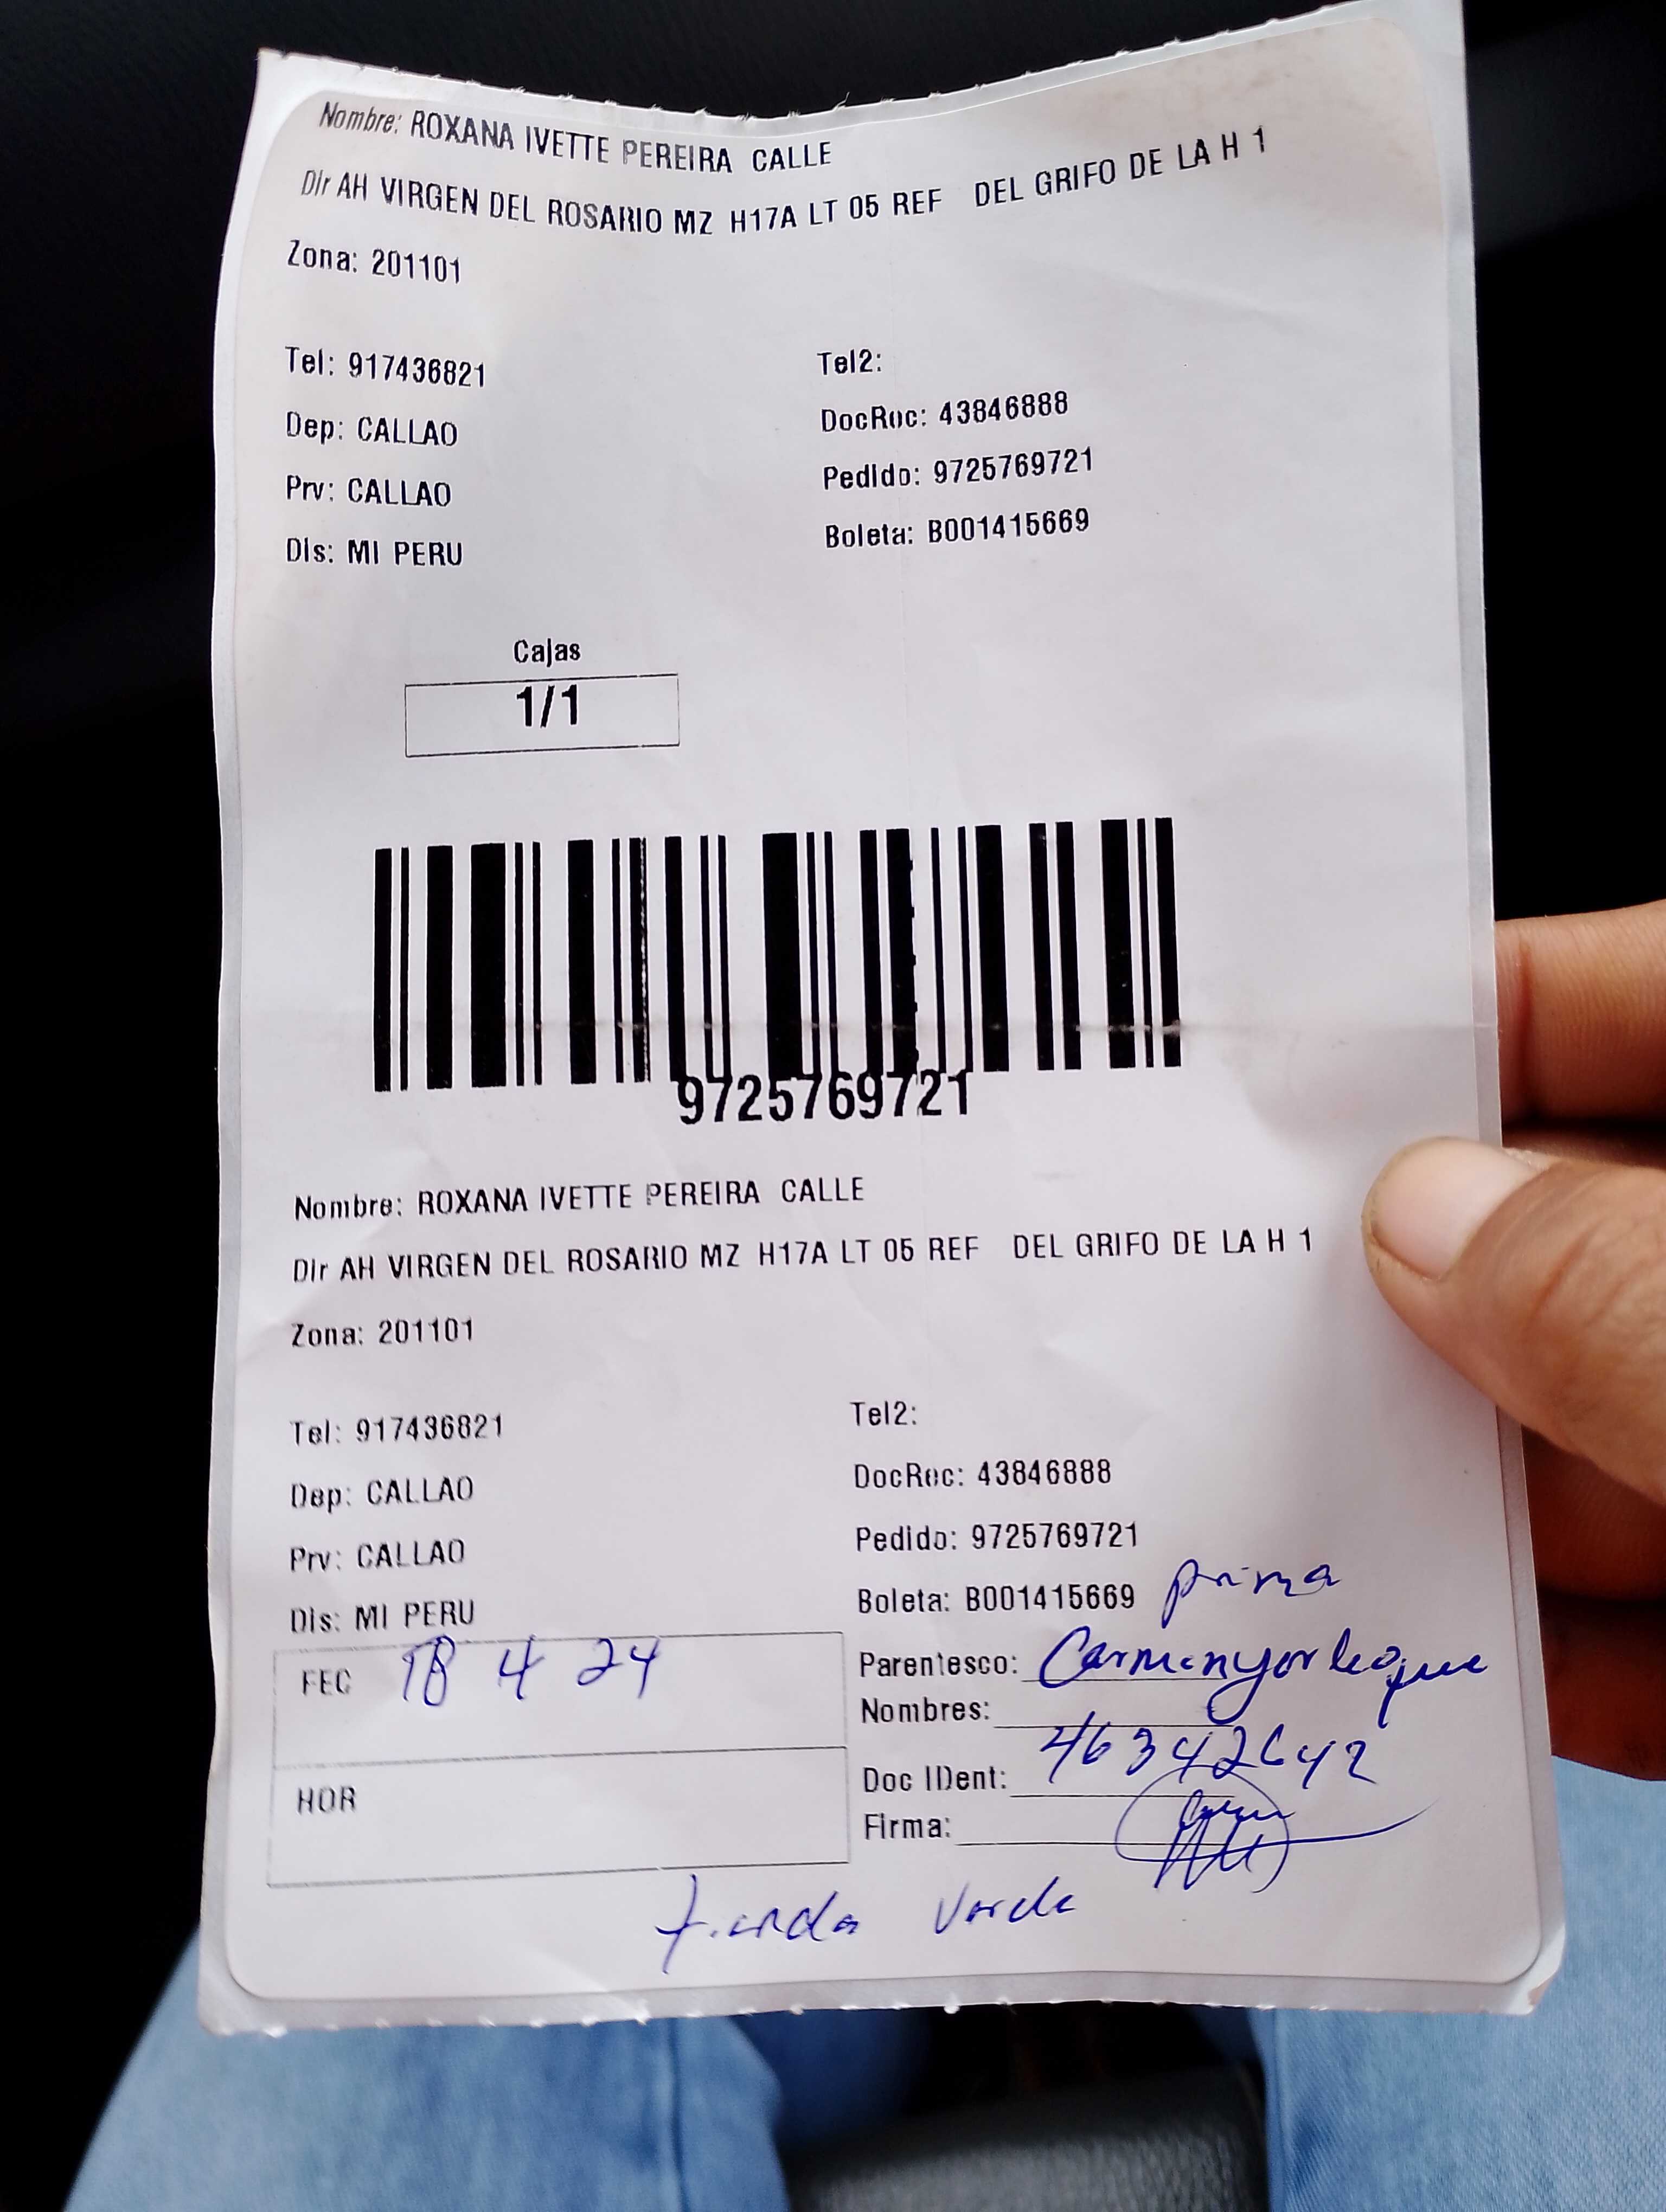 Nombre: ROXANA IVETTE PEREIRA CALLE
Dir AH VIRGEN DEL ROSARIO MZ H17A LT 05 REF DEL GRIFO DE LA H 1
Zona: 201101
Tel: 917436821 Tel2:
Dep: CALLAO DocRec: 43846888
Prv: CALLAO Pedido: 9725769721
Dis: MI PERU Boleta: B001415669
Cajas
1/1
9725769721
Nombre: ROXANA IVETTE PEREIRA CALLE
Dir AH VIRGEN DEL ROSARIO MZ H17A LT 05 REF DEL GRIFO DE LA H 1
Zona: 201101
Tel: 917436821 Tel2:
Dep: CALLAO DocRec: 43846888
Prv: CALLAO Pedido: 9725769721
Dis: MI PERU Boleta: B001415669 prima
FEC 18 4 24 Parentesco: Carmen
Nombres:
HOR Doc IDent: 46342642
Firma:
tienda Verde